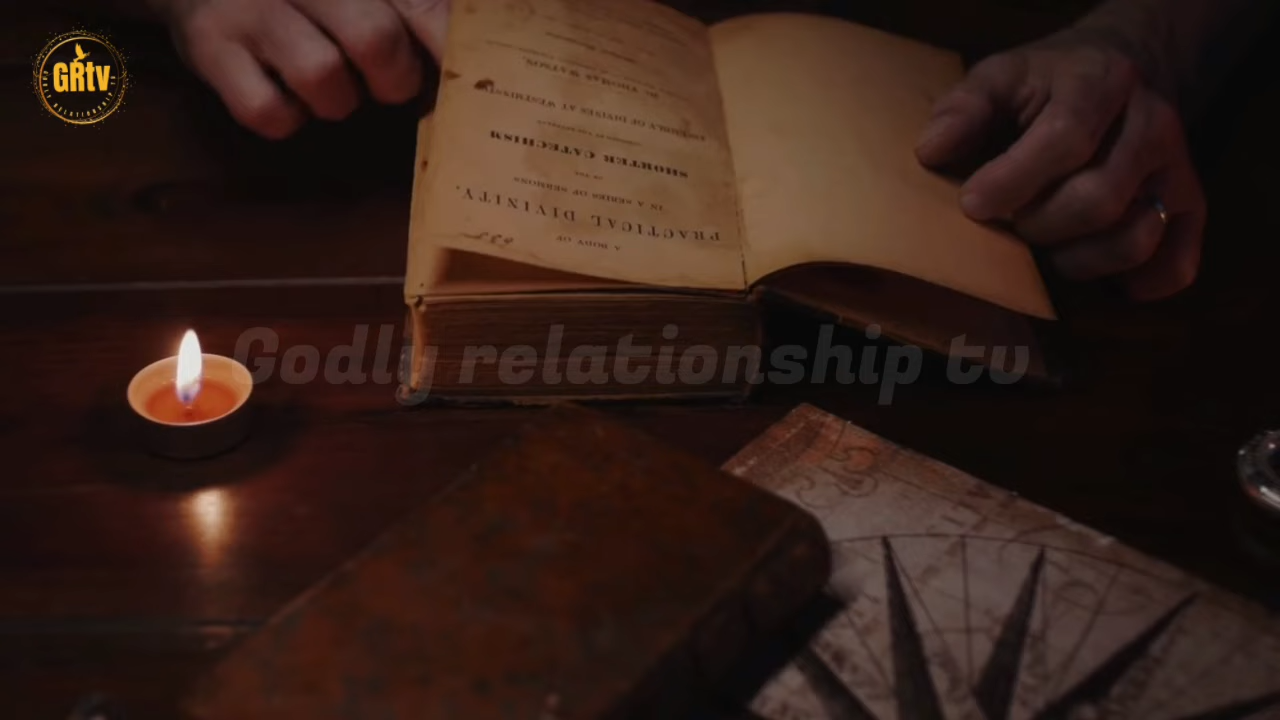 GRtv
Godly relationship tv
A BODY OF
PRACTICAL DIVINITY,
IN A SERIES OF SERMONS
ON THE
SHORTER CATECHISM
ASSEMBLY OF DIVINES AT WESTMINSTER
THOMAS WATSON,